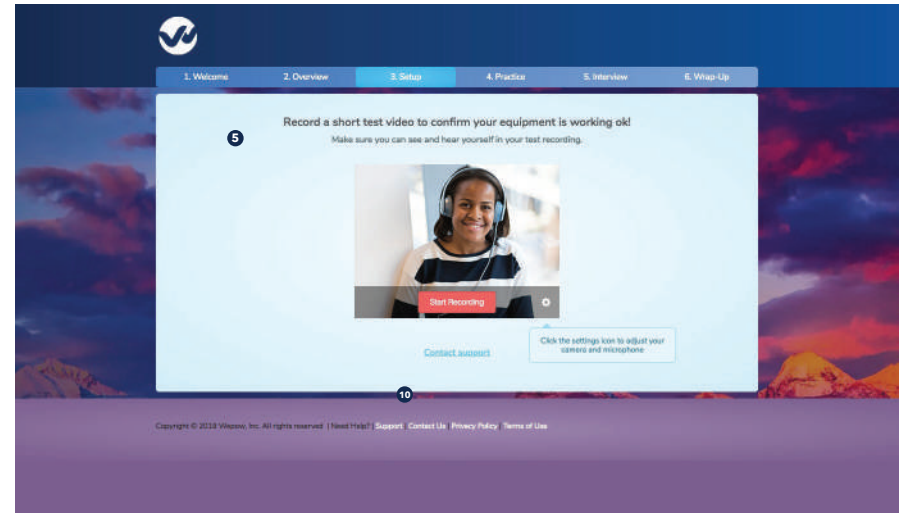 1. Welcome 2. Overview 3. Setup 4. Practice 5. Interview 6. Wrap-Up
Record a short test video to confirm your equipment is working ok!
5
Make sure you can see and hear yourself in your test recording.
Start Recording
Click the settings icon to adjust your
camera and microphone
Contact support
10
Copyright © 2018 Wepow, Inc. All rights reserved | Need Help? | Support | Contact Us | Privacy Policy | Terms of Use